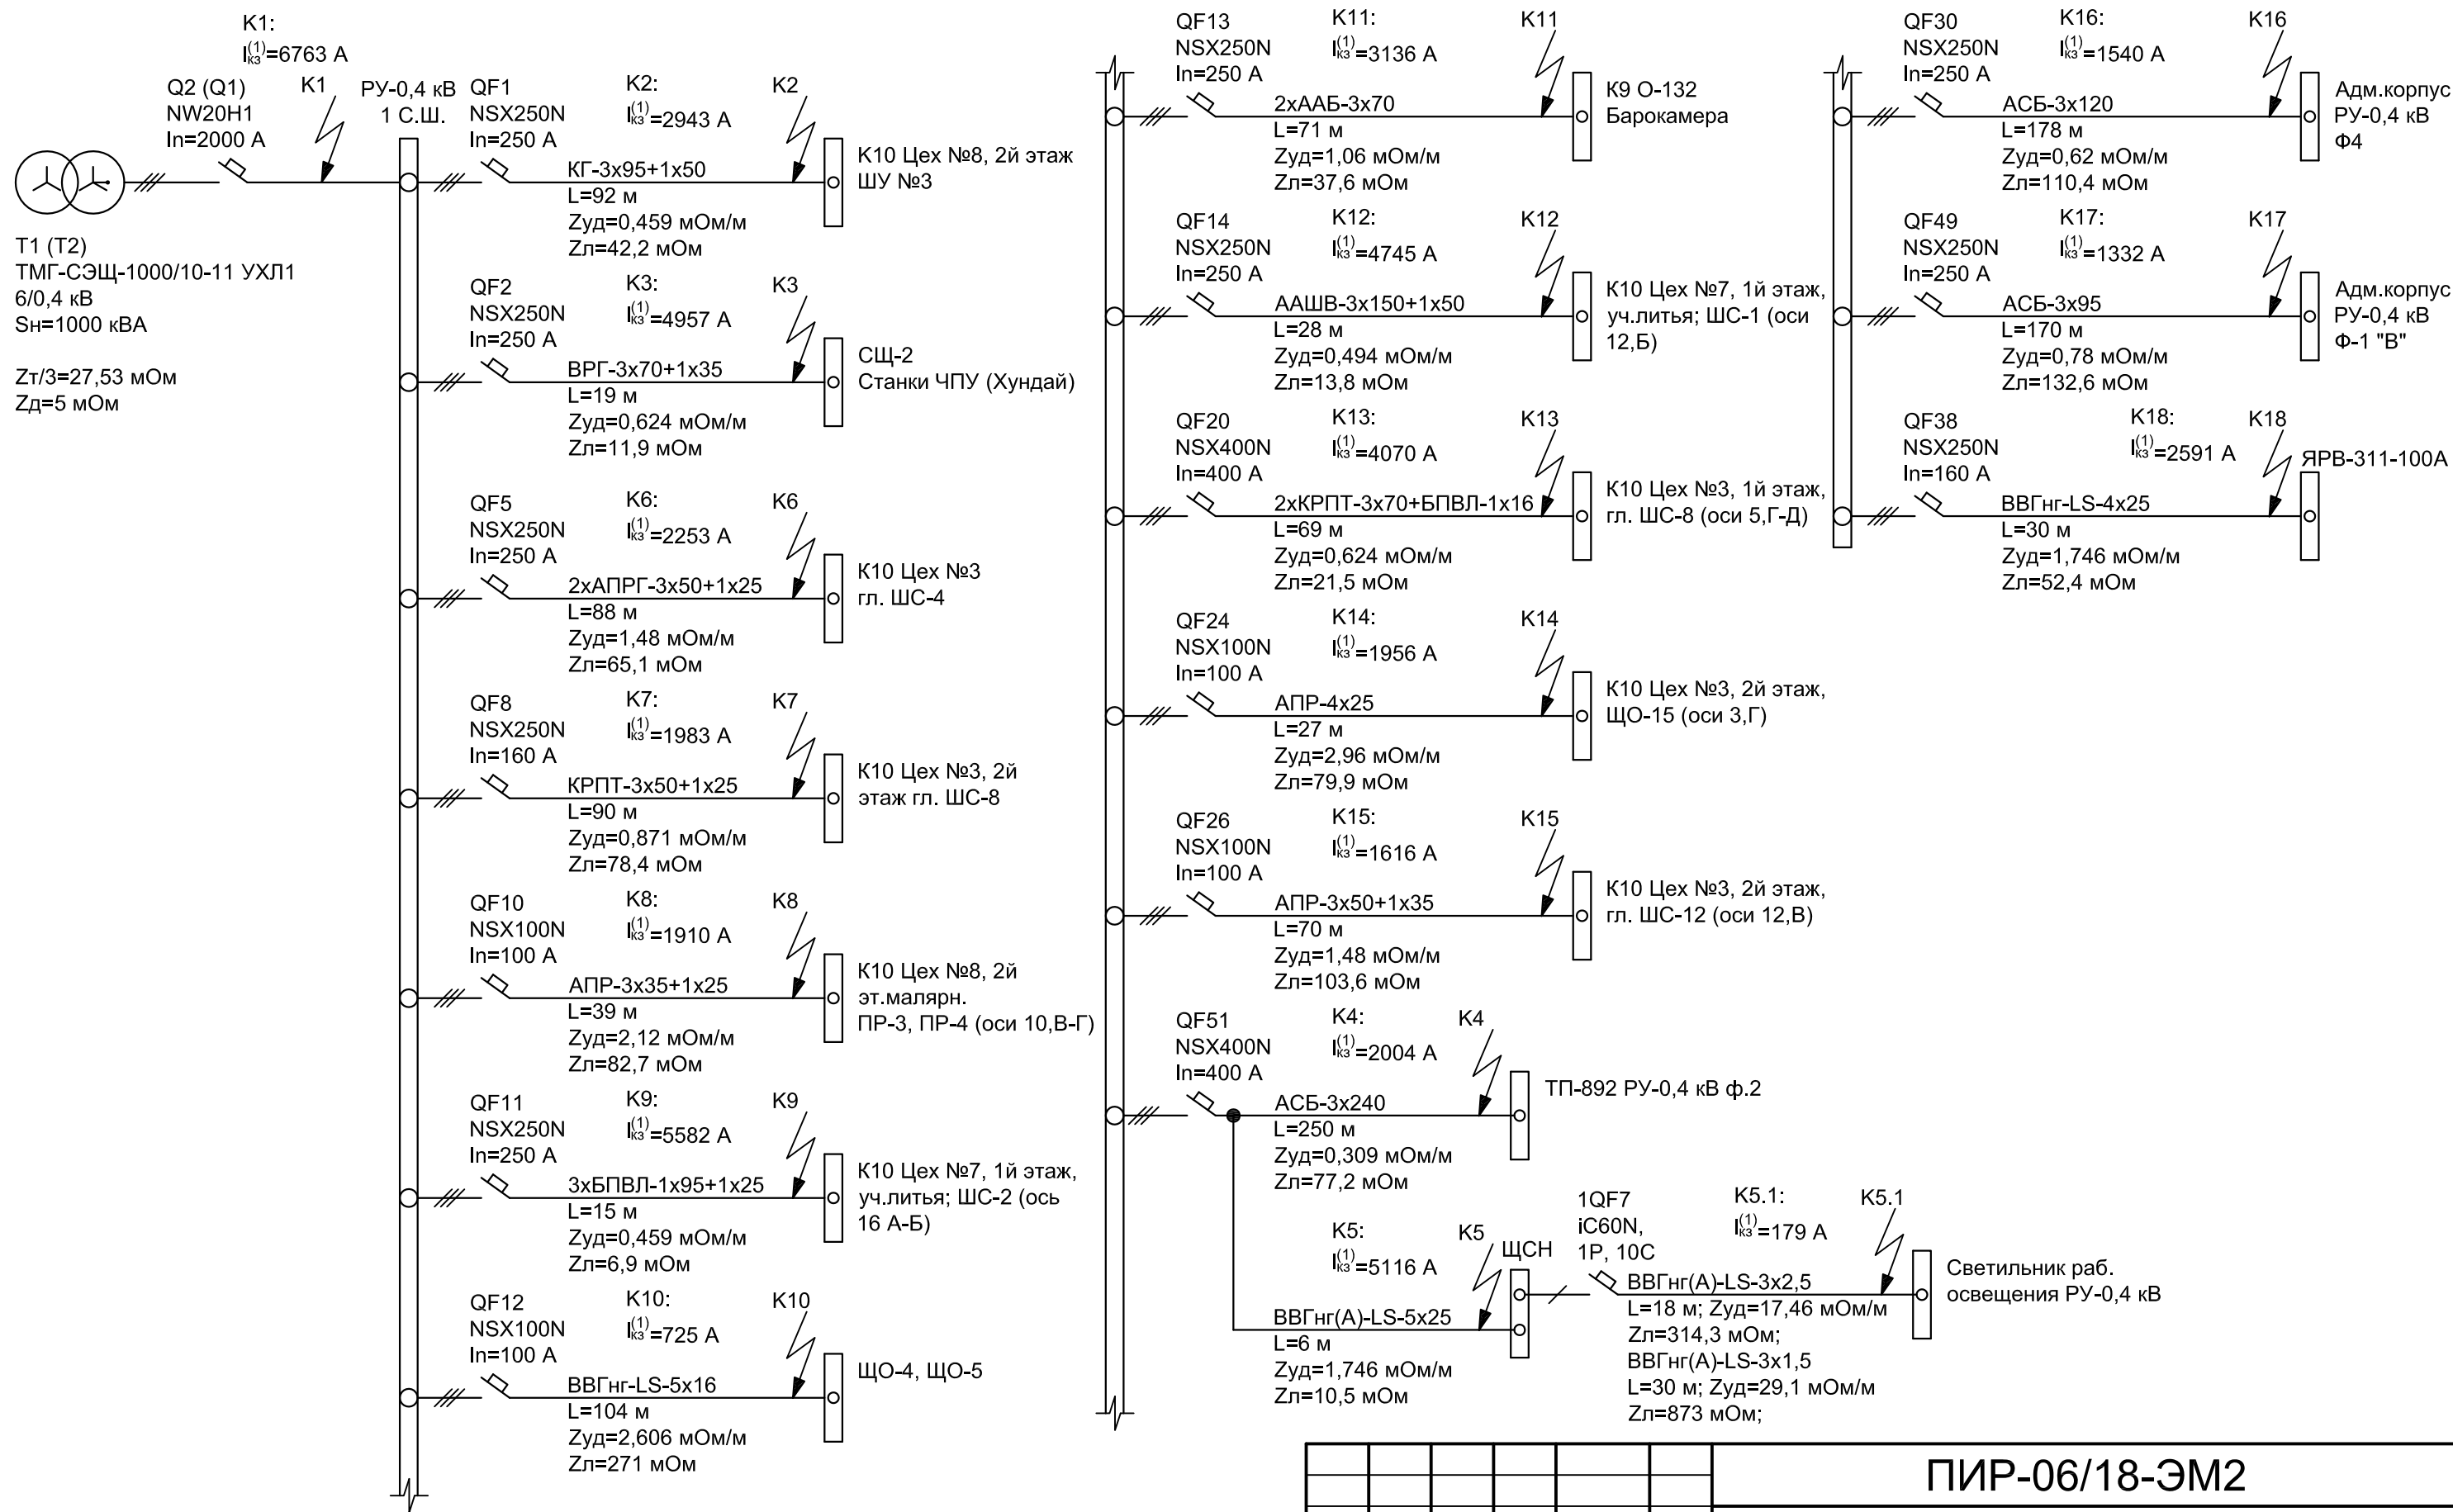 K1:
I(1)кз=6763 А
Q2 (Q1)
NW20H1
In=2000 А
K1
РУ-0,4 кВ
1 С.Ш.
Т1 (Т2)
ТМГ-СЭЩ-1000/10-11 УХЛ1
6/0,4 кВ
Sн=1000 кВА
Zт/3=27,53 мОм
Zд=5 мОм
QF1
NSX250N
In=250 А
K2:
I(1)кз=2943 А
K2
КГ-3х95+1х50
L=92 м
Zуд=0,459 мОм/м
Zл=42,2 мОм
К10 Цех №8, 2й этаж
ШУ №3
QF2
NSX250N
In=250 А
K3:
I(1)кз=4957 А
K3
ВРГ-3х70+1х35
L=19 м
Zуд=0,624 мОм/м
Zл=11,9 мОм
СЩ-2
Станки ЧПУ (Хундай)
QF5
NSX250N
In=250 А
K6:
I(1)кз=2253 А
K6
2хАПРГ-3х50+1х25
L=88 м
Zуд=1,48 мОм/м
Zл=65,1 мОм
К10 Цех №3
гл. ШС-4
QF8
NSX250N
In=160 А
K7:
I(1)кз=1983 А
K7
КРПТ-3х50+1х25
L=90 м
Zуд=0,871 мОм/м
Zл=78,4 мОм
К10 Цех №3, 2й
этаж гл. ШС-8
QF10
NSX100N
In=100 А
K8:
I(1)кз=1910 А
K8
АПР-3х35+1х25
L=39 м
Zуд=2,12 мОм/м
Zл=82,7 мОм
К10 Цех №8, 2й
эт.малярн.
ПР-3, ПР-4 (оси 10,В-Г)
QF11
NSX250N
In=250 А
K9:
I(1)кз=5582 А
K9
3хБПВЛ-1х95+1х25
L=15 м
Zуд=0,459 мОм/м
Zл=6,9 мОм
К10 Цех №7, 1й этаж,
уч.литья; ШС-2 (ось
16 А-Б)
QF12
NSX100N
In=100 А
K10:
I(1)кз=725 А
K10
ВВГнг-LS-5х16
L=104 м
Zуд=2,606 мОм/м
Zл=271 мОм
ЩО-4, ЩО-5
QF13
NSX250N
In=250 А
K11:
I(1)кз=3136 А
K11
2хААБ-3х70
L=71 м
Zуд=1,06 мОм/м
Zл=37,6 мОм
К9 О-132
Барокамера
QF14
NSX250N
In=250 А
K12:
I(1)кз=4745 А
K12
ААШВ-3х150+1х50
L=28 м
Zуд=0,494 мОм/м
Zл=13,8 мОм
К10 Цех №7, 1й этаж,
уч.литья; ШС-1 (оси
12,Б)
QF20
NSX400N
In=400 А
K13:
I(1)кз=4070 А
K13
2хКРПТ-3х70+БПВЛ-1х16
L=69 м
Zуд=0,624 мОм/м
Zл=21,5 мОм
К10 Цех №3, 1й этаж,
гл. ШС-8 (оси 5,Г-Д)
QF24
NSX100N
In=100 А
K14:
I(1)кз=1956 А
K14
АПР-4х25
L=27 м
Zуд=2,96 мОм/м
Zл=79,9 мОм
К10 Цех №3, 2й этаж,
ЩО-15 (оси 3,Г)
QF26
NSX100N
In=100 А
K15:
I(1)кз=1616 А
K15
АПР-3х50+1х35
L=70 м
Zуд=1,48 мОм/м
Zл=103,6 мОм
К10 Цех №3, 2й этаж,
гл. ШС-12 (оси 12,В)
QF51
NSX400N
In=400 А
K4:
I(1)кз=2004 А
K4
АСБ-3х240
L=250 м
Zуд=0,309 мОм/м
Zл=77,2 мОм
ТП-892 РУ-0,4 кВ ф.2
K5:
I(1)кз=5116 А
K5
ЩСН
ВВГнг(А)-LS-5х25
L=6 м
Zуд=1,746 мОм/м
Zл=10,5 мОм
1QF7
iC60N,
1P, 10C
K5.1:
I(1)кз=179 А
K5.1
ВВГнг(А)-LS-3х2,5
L=18 м; Zуд=17,46 мОм/м
Zл=314,3 мОм;
ВВГнг(А)-LS-3х1,5
L=30 м; Zуд=29,1 мОм/м
Zл=873 мОм;
Светильник раб.
освещения РУ-0,4 кВ
QF30
NSX250N
In=250 А
K16:
I(1)кз=1540 А
K16
АСБ-3х120
L=178 м
Zуд=0,62 мОм/м
Zл=110,4 мОм
Адм.корпус
РУ-0,4 кВ
Ф4
QF49
NSX250N
In=250 А
K17:
I(1)кз=1332 А
K17
АСБ-3х95
L=170 м
Zуд=0,78 мОм/м
Zл=132,6 мОм
Адм.корпус
РУ-0,4 кВ
Ф-1 "В"
QF38
NSX250N
In=160 А
K18:
I(1)кз=2591 А
K18
ВВГнг-LS-4х25
L=30 м
Zуд=1,746 мОм/м
Zл=52,4 мОм
ЯРВ-311-100А
ПИР-06/18-ЭМ2